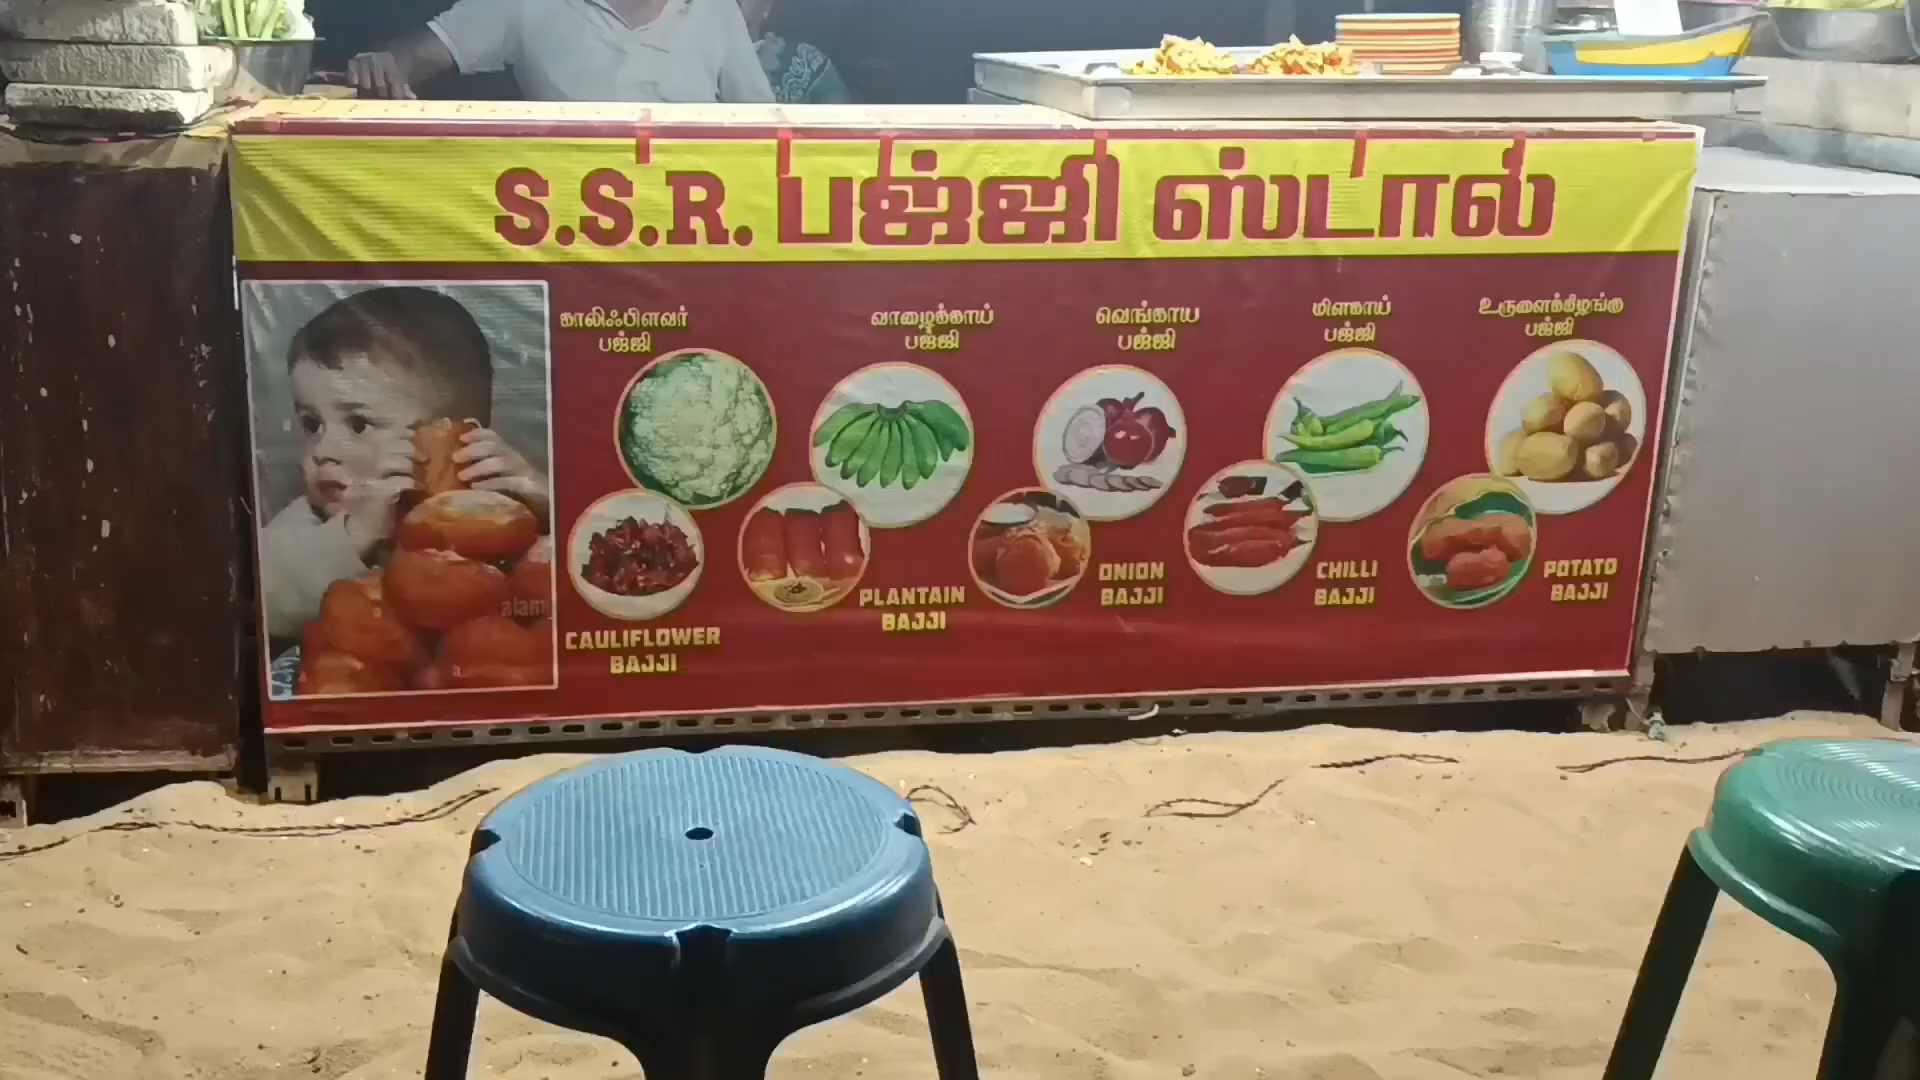 S.S.R. பஜ்ஜி ஸ்டால்
காலிஃபிளவர்
பஜ்ஜி
வாழைக்காய்
பஜ்ஜி
வெங்காய
பஜ்ஜி
மிளகாய்
பஜ்ஜி
உருளைக்கிழங்கு
பஜ்ஜி
CAULIFLOWER
BAJJI
PLANTAIN
BAJJI
ONION
BAJJI
CHILLI
BAJJI
POTATO
BAJJI
alam